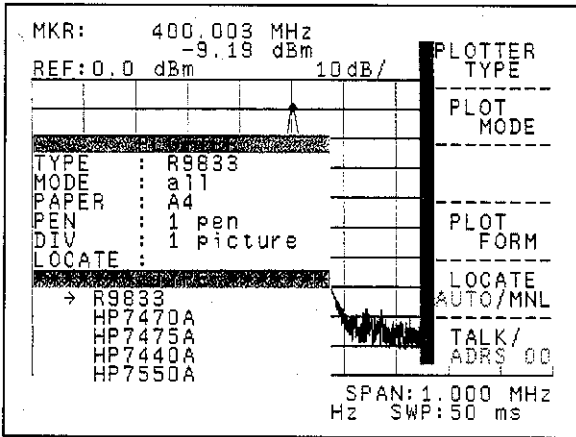 MKR: 400.003 MHz
-9.19 dBm
REF:0.0 dBm 10dB/
TYPE : R9833
MODE : all
PAPER : A4
PEN : 1 pen
DIV : 1 picture
LOCATE :
→ R9833
HP7470A
HP7475A
HP7440A
HP7550A
SPAN:1.000 MHz
Hz SWP:50 ms
PLOTTER
TYPE
PLOT
MODE
PLOT
FORM
LOCATE
AUTO/MNL
TALK/
ADRS 00